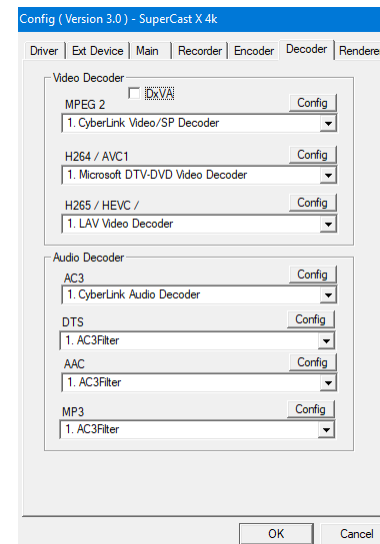 Config ( Version 3.0 ) - SuperCast X 4k
Driver Ext Device Main Recorder Encoder Decoder Rendere
Video Decoder
DxVA
MPEG 2 Config
1. CyberLink Video/SP Decoder
H264 / AVC1 Config
1. Microsoft DTV-DVD Video Decoder
H265 / HEVC / Config
1. LAV Video Decoder
Audio Decoder
AC3 Config
1. CyberLink Audio Decoder
DTS Config
1. AC3Filter
AAC Config
1. AC3Filter
MP3 Config
1. AC3Filter
OK Cancel